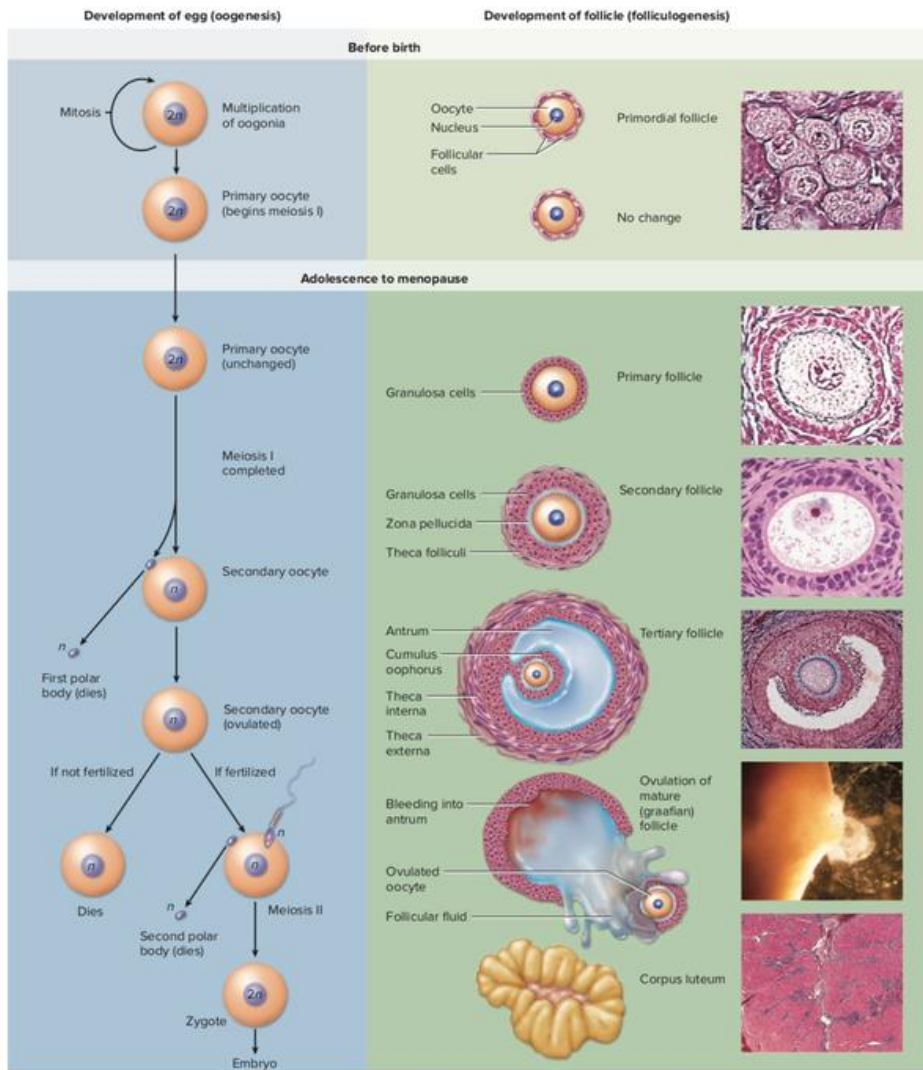 Development of egg (oogenesis)
Development of follicle (folliculogenesis)
Before birth
Mitosis
2n
Multiplication
of oogonia
2n
Primary oocyte
(begins meiosis I)
Oocyte
Nucleus
Follicular
cells
Primordial follicle
No change
Adolescence to menopause
2n
Primary oocyte
(unchanged)
Meiosis I
completed
n
Secondary oocyte
n
First polar
body (dies)
n
Secondary oocyte
(ovulated)
If not fertilized
If fertilized
n
n
n
Dies
n
Second polar
body (dies)
Meiosis II
2n
Zygote
Embryo
Granulosa cells
Primary follicle
Granulosa cells
Zona pellucida
Theca folliculi
Secondary follicle
Antrum
Cumulus
oophorus
Theca
interna
Theca
externa
Tertiary follicle
Bleeding into
antrum
Ovulated
oocyte
Follicular fluid
Ovulation of
mature
(graafian)
follicle
Corpus luteum